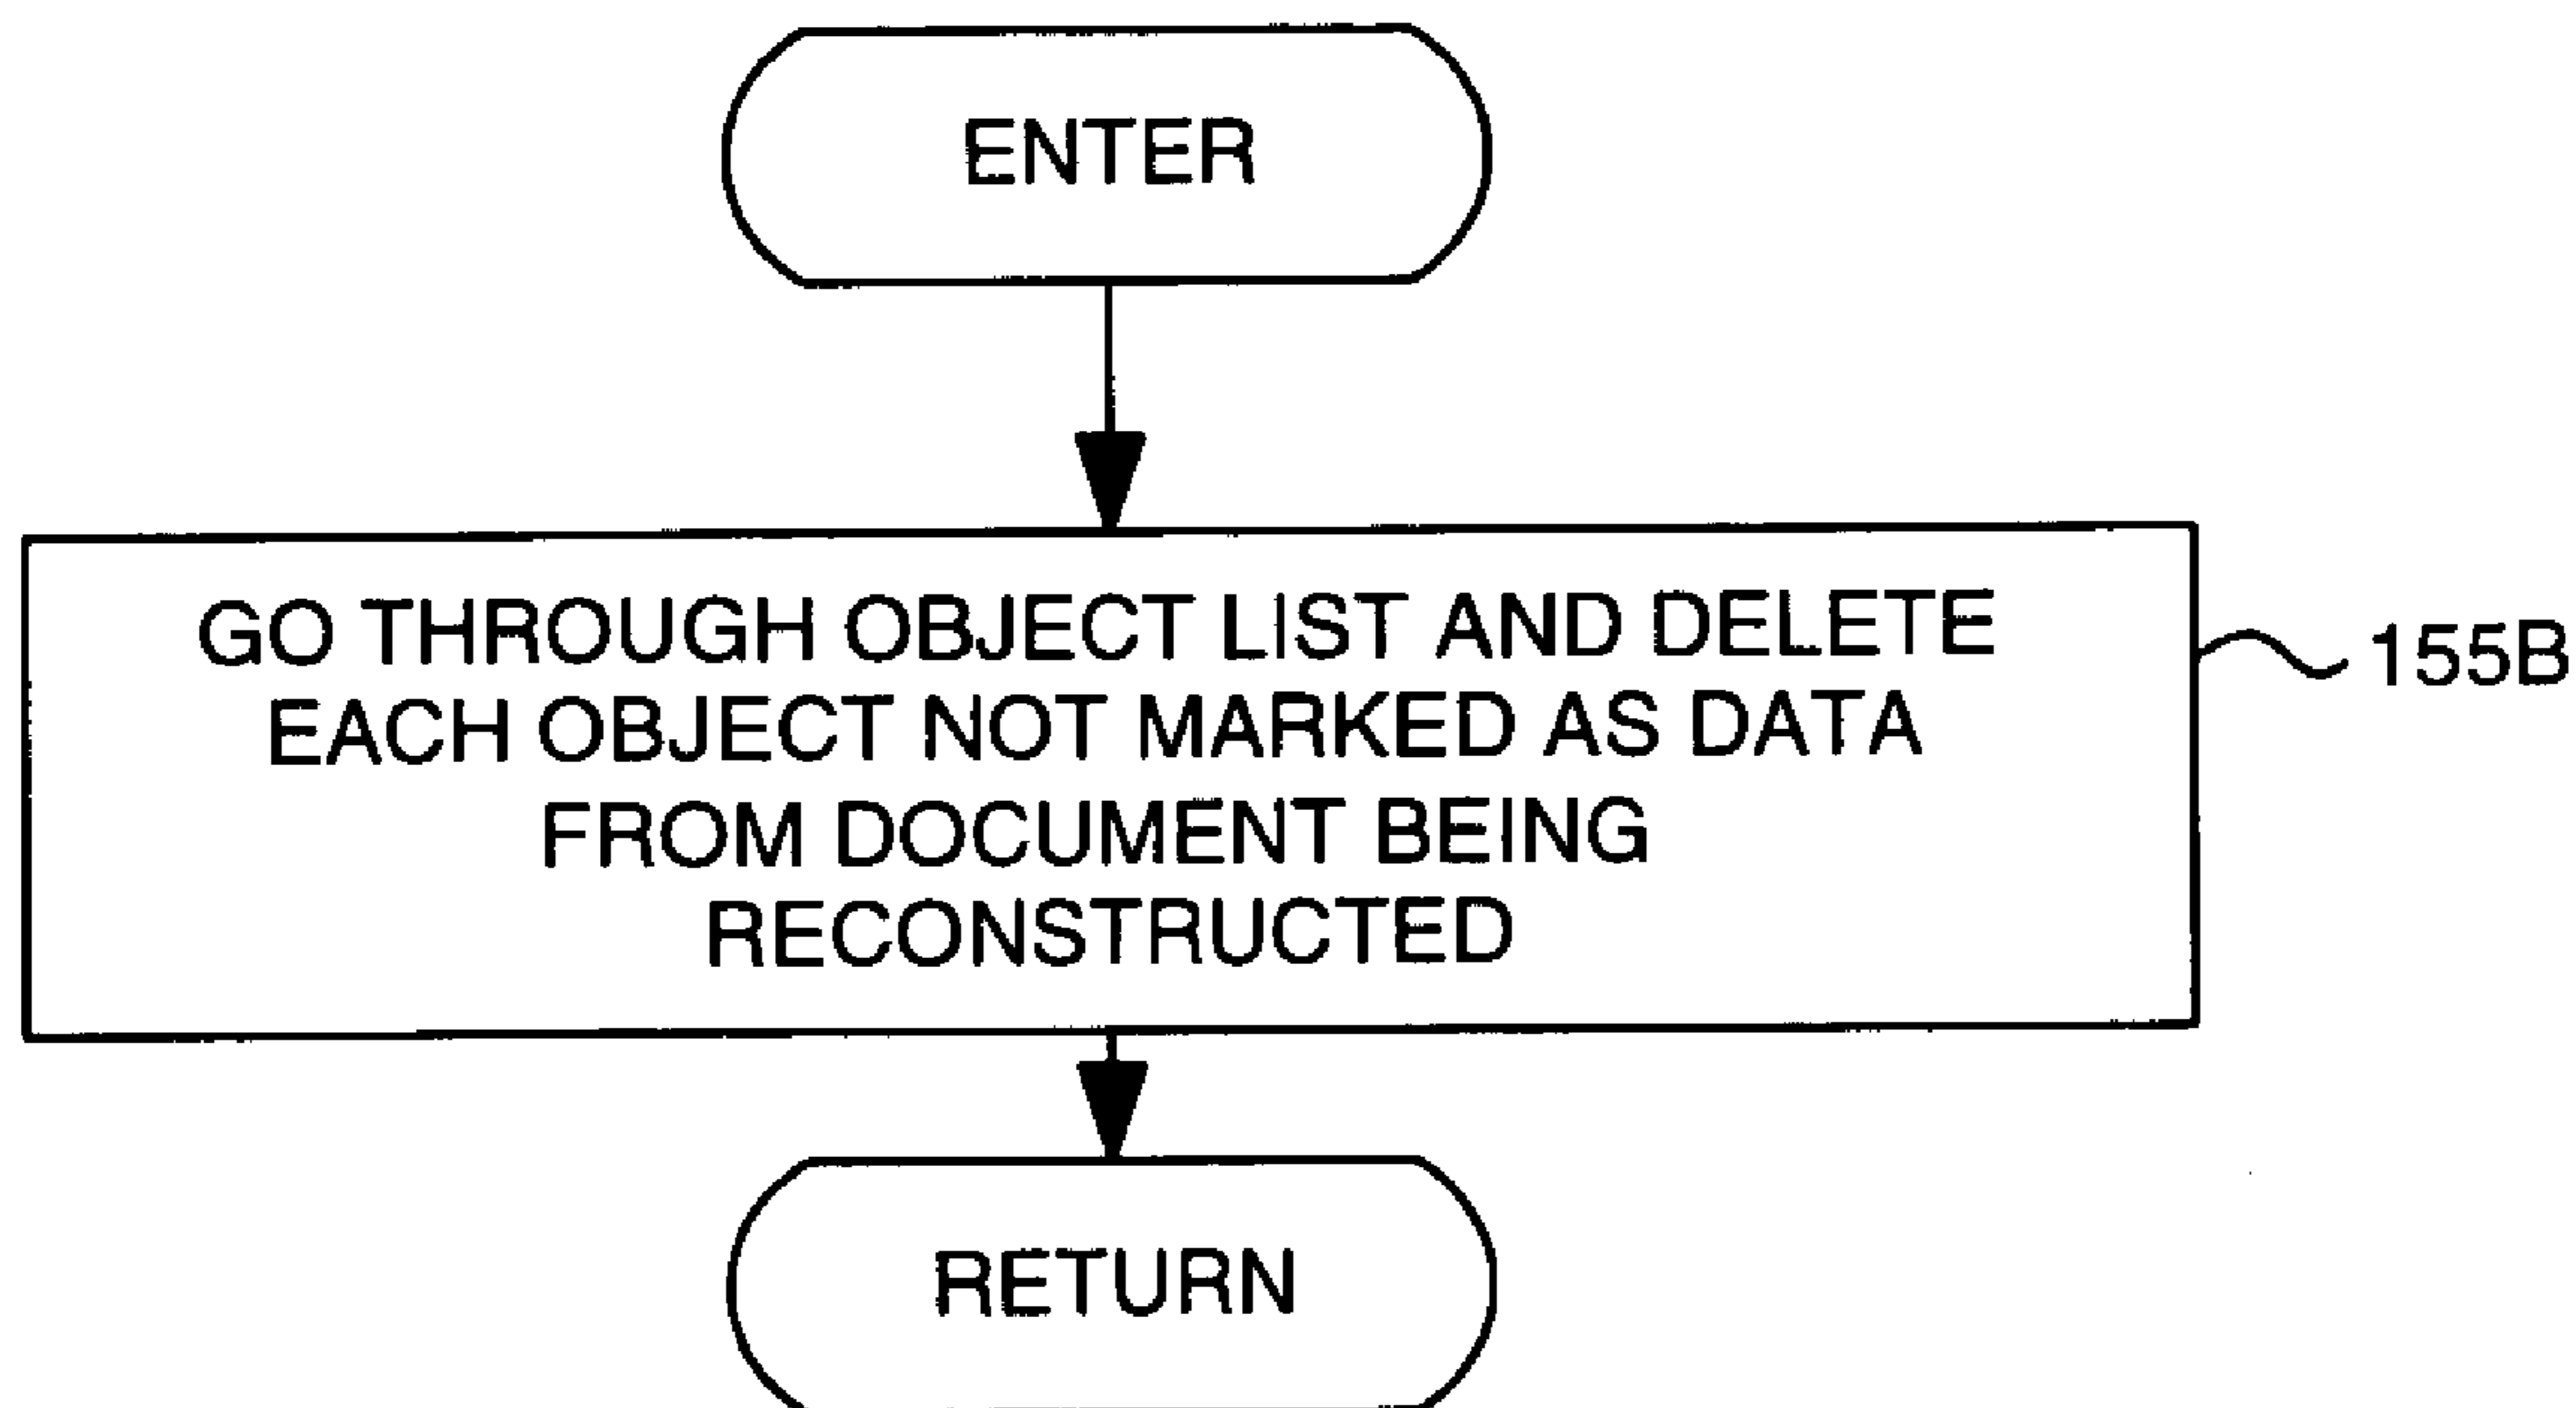 ENTER
GO THROUGH OBJECT LIST AND DELETE
EACH OBJECT NOT MARKED AS DATA
FROM DOCUMENT BEING
RECONSTRUCTED
155B
RETURN